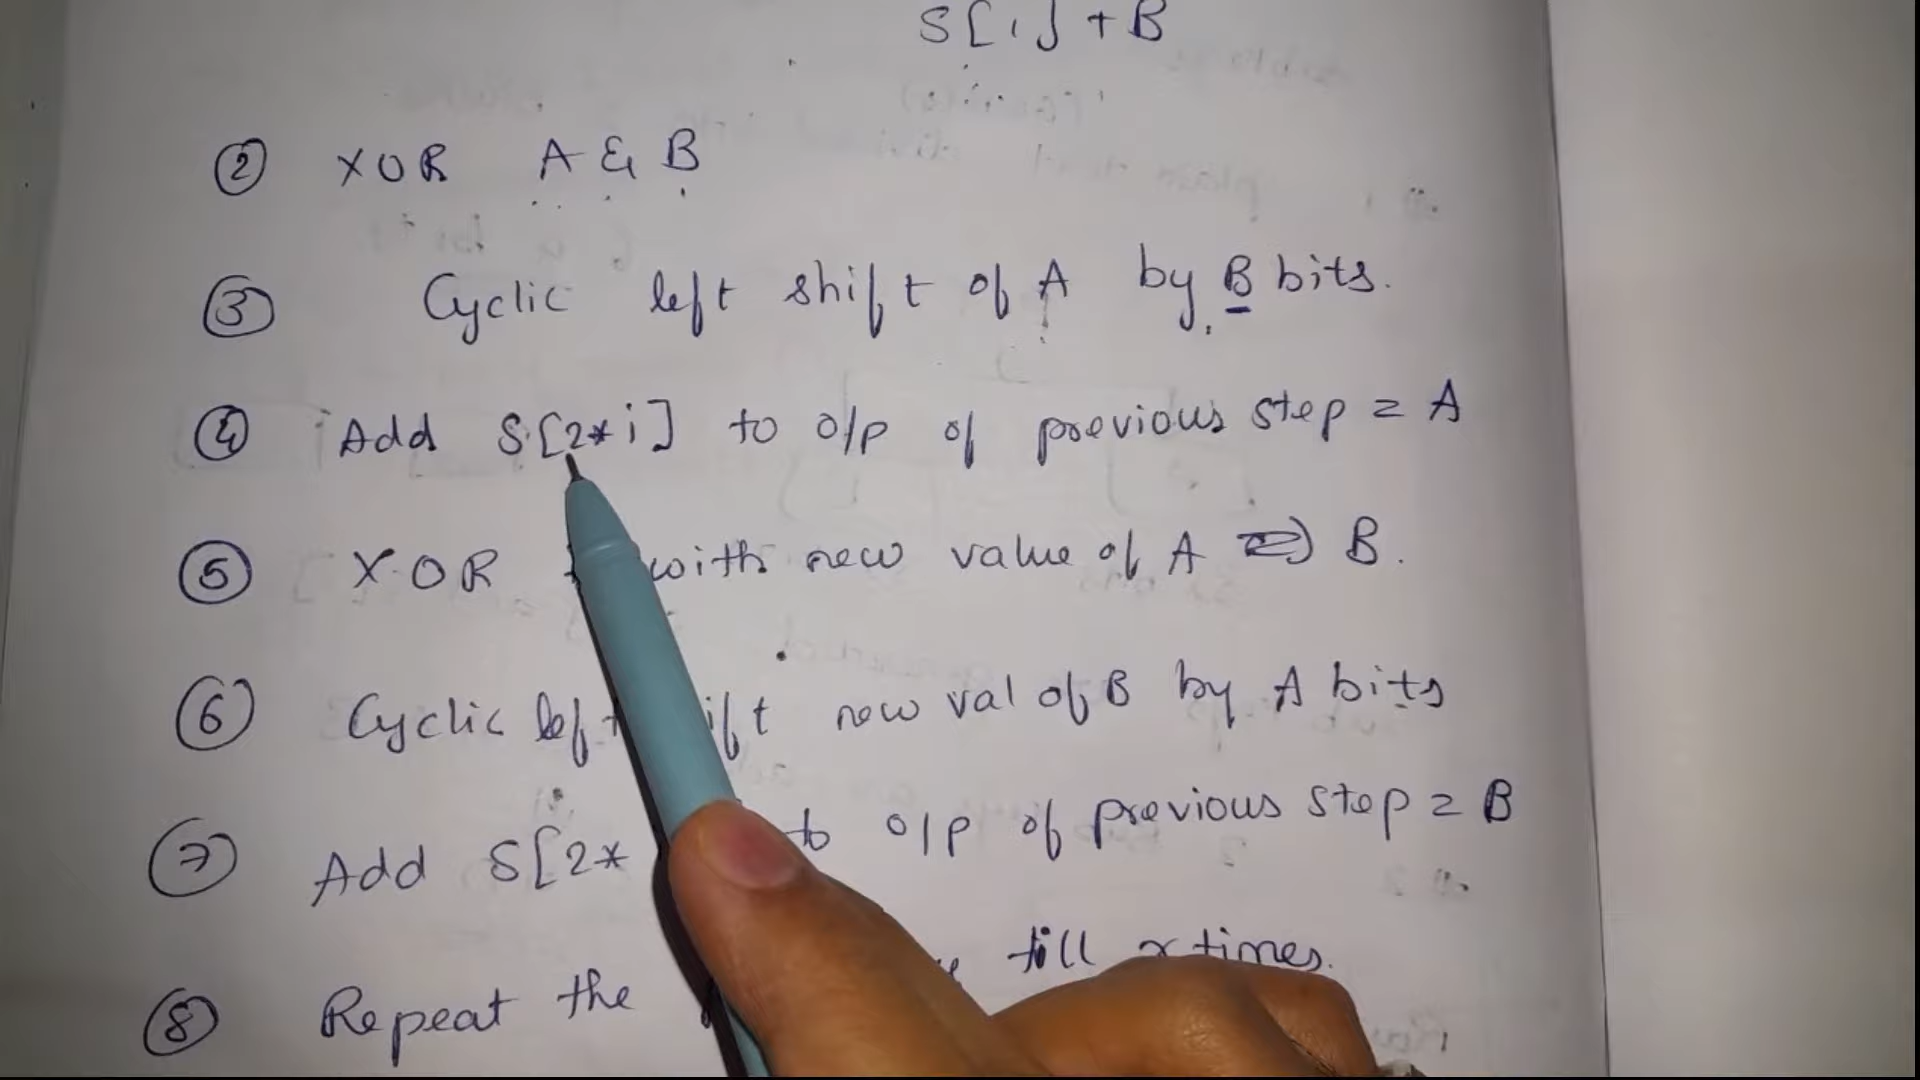 S[1] + B
② XOR A & B
③ Cyclic left shift of A by B bits.
④ Add S[2*i] to o/p of previous step = A
⑤ XOR with new value of A => B.
⑥ Cyclic left new val of B by A bits
⑦ Add S[2* to o/p of previous step = B
⑧ Repeat the till r times.